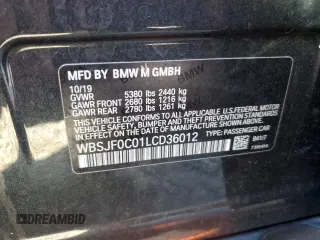 MFD BY BMW M GMBH
10/19
GVWR 5380 lbs 2440 kg
GAWR FRONT 2680 lbs 1216 kg
GAWR REAR 2780 lbs 1261 kg
THIS VEHICLE CONFORMS TO ALL APPLICABLE U.S. FEDERAL MOTOR
VEHICLE SAFETY, BUMPER, AND THEFT PREVENTION STANDARDS IN
EFFECT ON THE DATE OF MANUFACTURE SHOWN ABOVE.
WBSJF0C01LCD36012
TYPE: PASSENGER CAR
BMW
DREAMBID